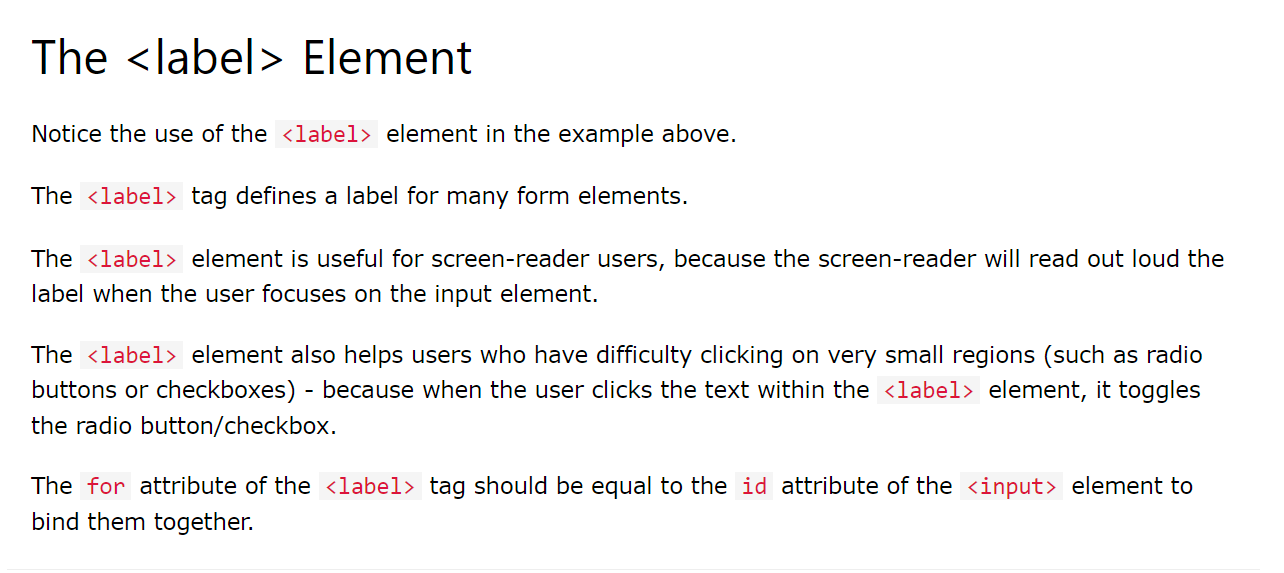 The <label> Element
Notice the use of the <label> element in the example above.
The <label> tag defines a label for many form elements.
The <label> element is useful for screen-reader users, because the screen-reader will read out loud the
label when the user focuses on the input element.
The <label> element also helps users who have difficulty clicking on very small regions (such as radio
buttons or checkboxes) - because when the user clicks the text within the <label> element, it toggles
the radio button/checkbox.
The for attribute of the <label> tag should be equal to the id attribute of the <input> element to
bind them together.